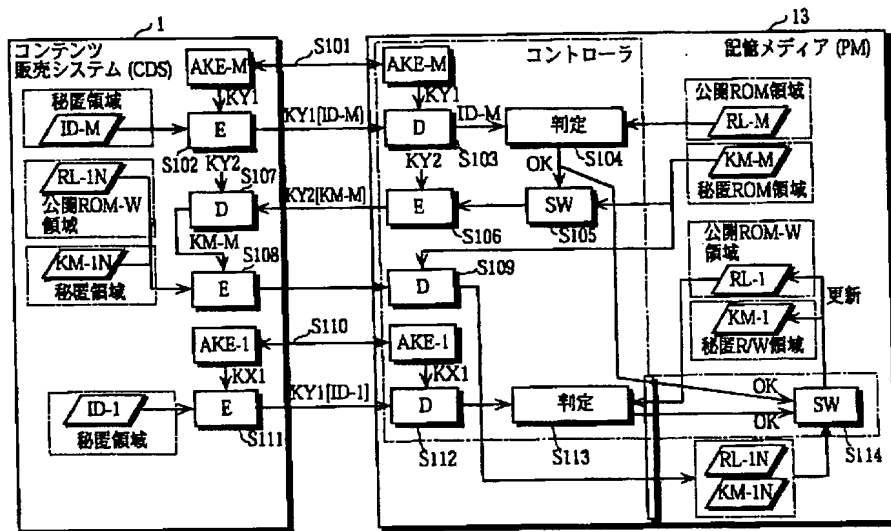 1
13
コンテンツ
販売システム (CDS)
コントローラ
記憶メディア (PM)
AKE-M
S101
AKE-M
秘匿領域
KY1
KY1
公開ROM領域
ID-M
E
KY1[ID-M]
D
ID-M
判定
RL-M
S102
S103
S104
KY2
S107
KY2
OK
KM-M
RL-1N
KY2[KM-M]
秘匿ROM領域
公開ROM-W
領域
D
E
SW
S106
S105
公開ROM-W
領域
KM-M
S108
S109
KM-1N
E
D
RL-1
秘匿領域
更新
S110
KM-1
AKE-1
AKE-1
秘匿R/W領域
KX1
KX1
KY1[ID-1]
OK
ID-1
E
D
判定
SW
OK
秘匿領域
S111
S112
S113
S114
RL-1N
KM-1N